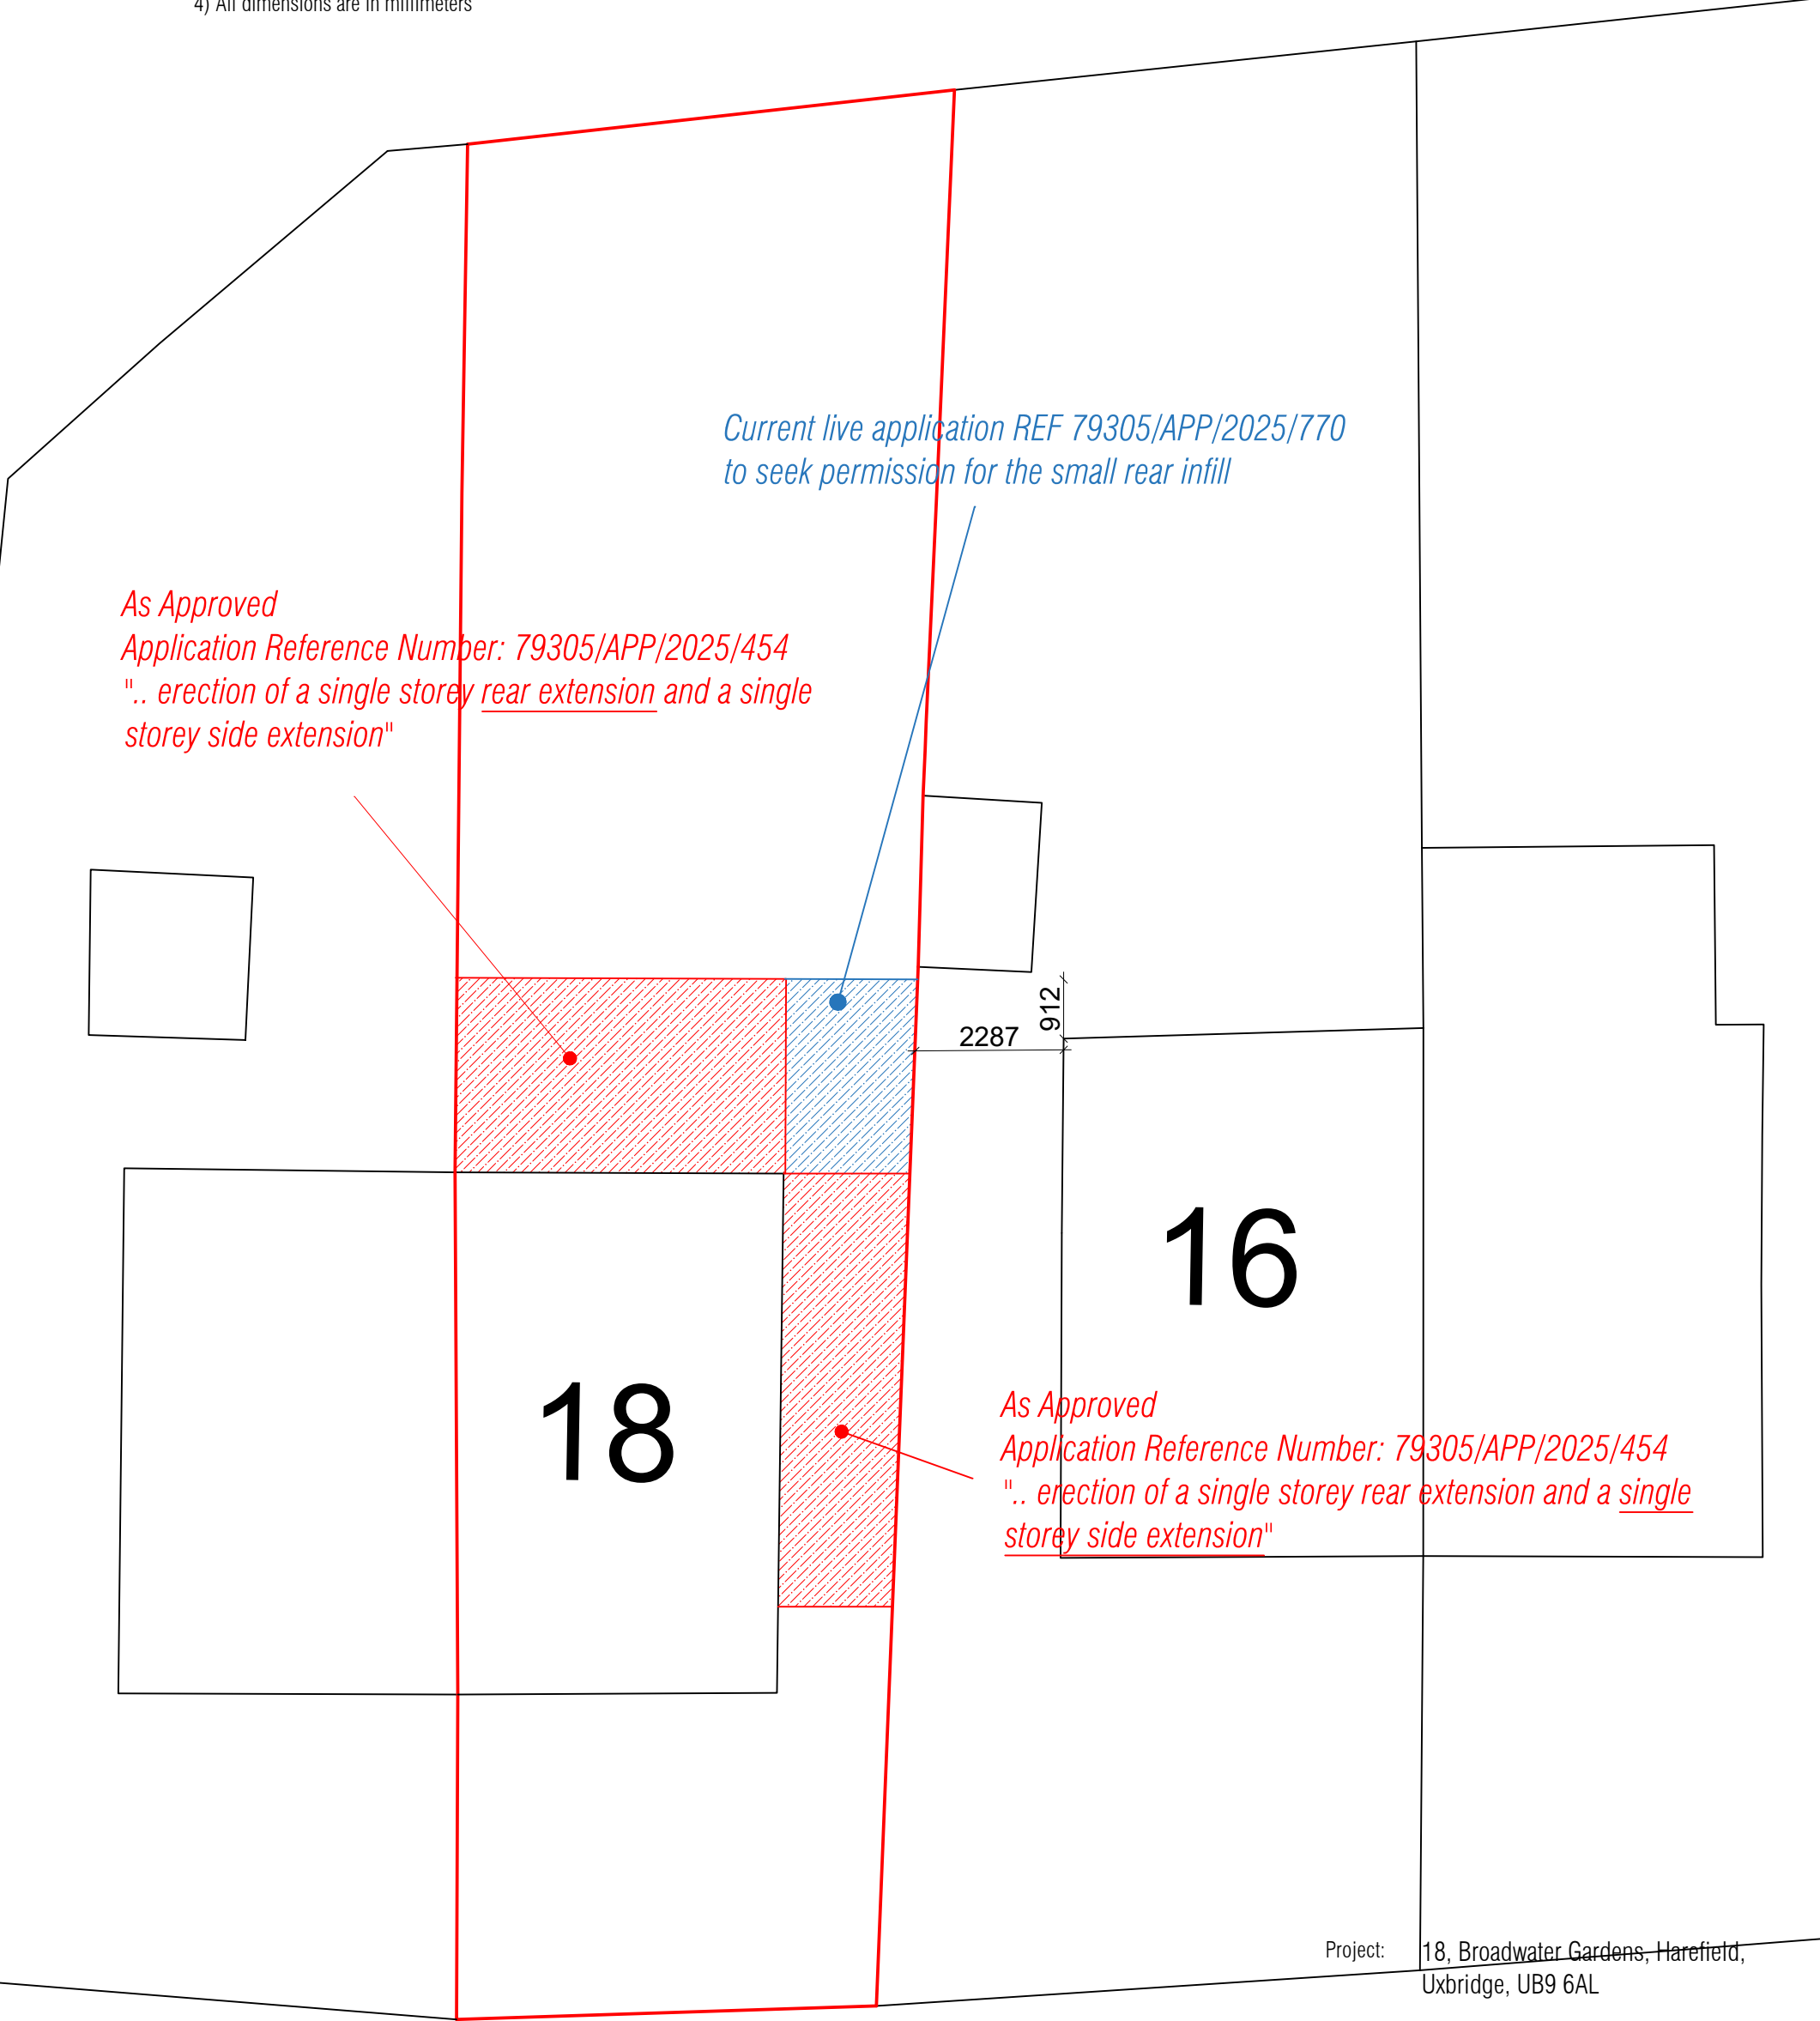 4) All dimensions are in millimeters
Current live application REF 79305/APP/2025/770
to seek permission for the small rear infill
As Approved
Application Reference Number: 79305/APP/2025/454
".. erection of a single storey rear extension and a single
storey side extension"
912
2287
16
18
As Approved
Application Reference Number: 79305/APP/2025/454
".. erection of a single storey rear extension and a single
storey side extension"
Project: 18, Broadwater Gardens, Harefield,
Uxbridge, UB9 6AL